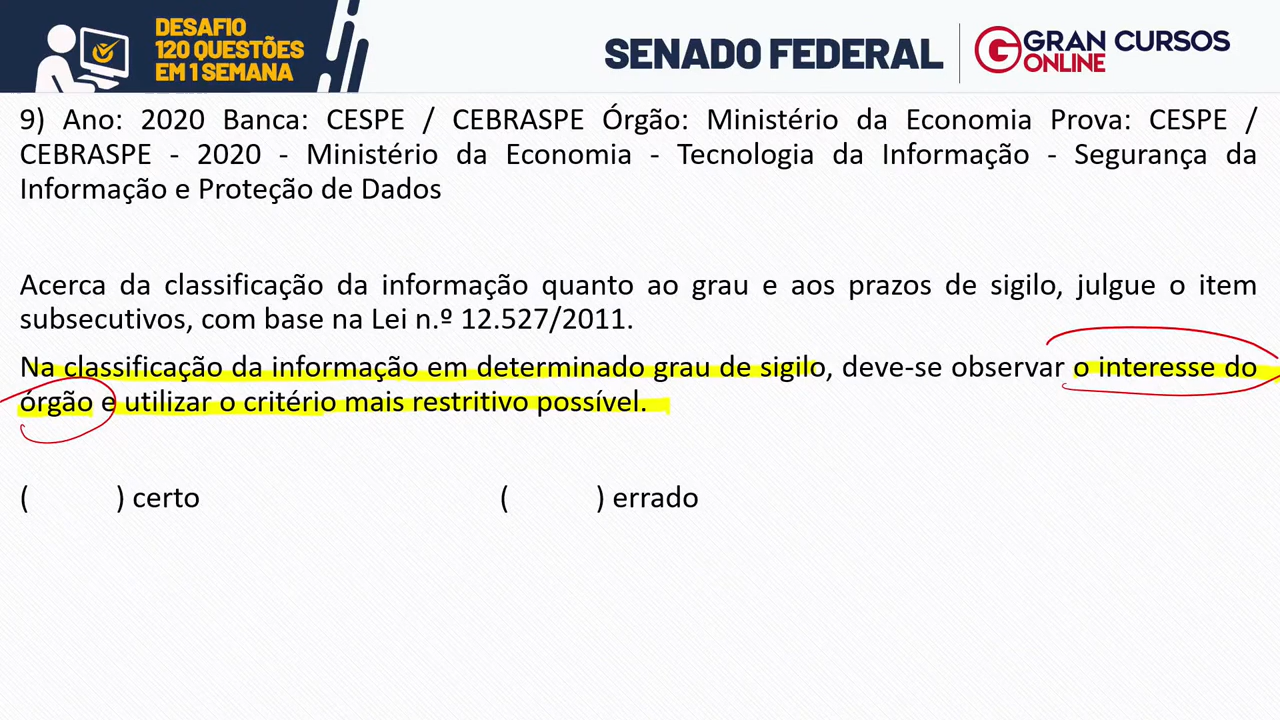 DESAFIO
120 QUESTÕES
EM 1 SEMANA
SENADO FEDERAL
GRAN CURSOS
ONLINE
9) Ano: 2020 Banca: CESPE / CEBRASPE Órgão: Ministério da Economia Prova: CESPE /
CEBRASPE - 2020 - Ministério da Economia - Tecnologia da Informação - Segurança da
Informação e Proteção de Dados
Acerca da classificação da informação quanto ao grau e aos prazos de sigilo, julgue o item
subsecutivos, com base na Lei n.º 12.527/2011.
Na classificação da informação em determinado grau de sigilo, deve-se observar o interesse do
órgão e utilizar o critério mais restritivo possível.
( ) certo ( ) errado